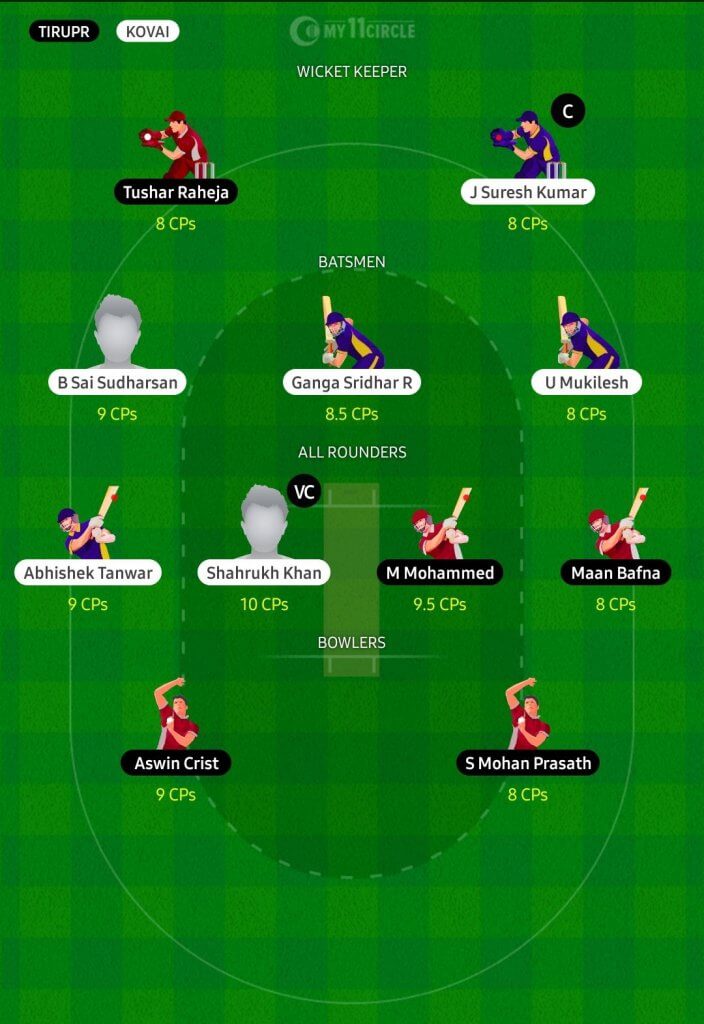 TIRUPR KOVAI MY11CIRCLE
WICKET KEEPER
C
Tushar Raheja J Suresh Kumar
8 CPs 8 CPs
BATSMEN
B Sai Sudharsan Ganga Sridhar R U Mukilesh
9 CPs 8.5 CPs 8 CPs
ALL ROUNDERS
VC
Abhishek Tanwar Shahrukh Khan M Mohammed Maan Bafna
9 CPs 10 CPs 9.5 CPs 8 CPs
BOWLERS
Aswin Crist S Mohan Prasath
9 CPs 8 CPs